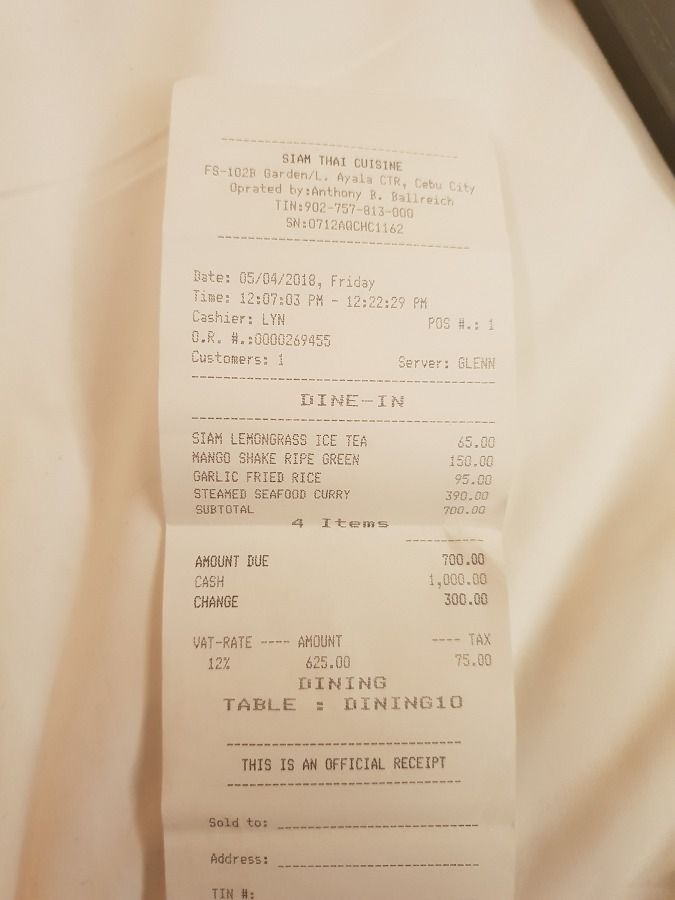 SIAM THAI CUISINE
FS-102B Garden/L. Ayala CTR, Cebu City
Oprated by:Anthony B. Ballreich
TIN:902-757-813-000
SN:0712AQCHC1162
Date: 05/04/2018, Friday
Time: 12:07:03 PM - 12:22:29 PM
Cashier: LYN POS #.: 1
O.R. #.:0000269455
Customers: 1 Server: GLENN
DINE-IN
SIAM LEMONGRASS ICE TEA 65.00
MANGO SHAKE RIPE GREEN 150.00
GARLIC FRIED RICE 95.00
STEAMED SEAFOOD CURRY 390.00
SUBTOTAL 700.00
4 Items
AMOUNT DUE 700.00
CASH 1,000.00
CHANGE 300.00
VAT-RATE ---- AMOUNT ---- TAX
12% 625.00 75.00
DINING
TABLE : DINING10
THIS IS AN OFFICIAL RECEIPT
Sold to:
Address:
TIN #: